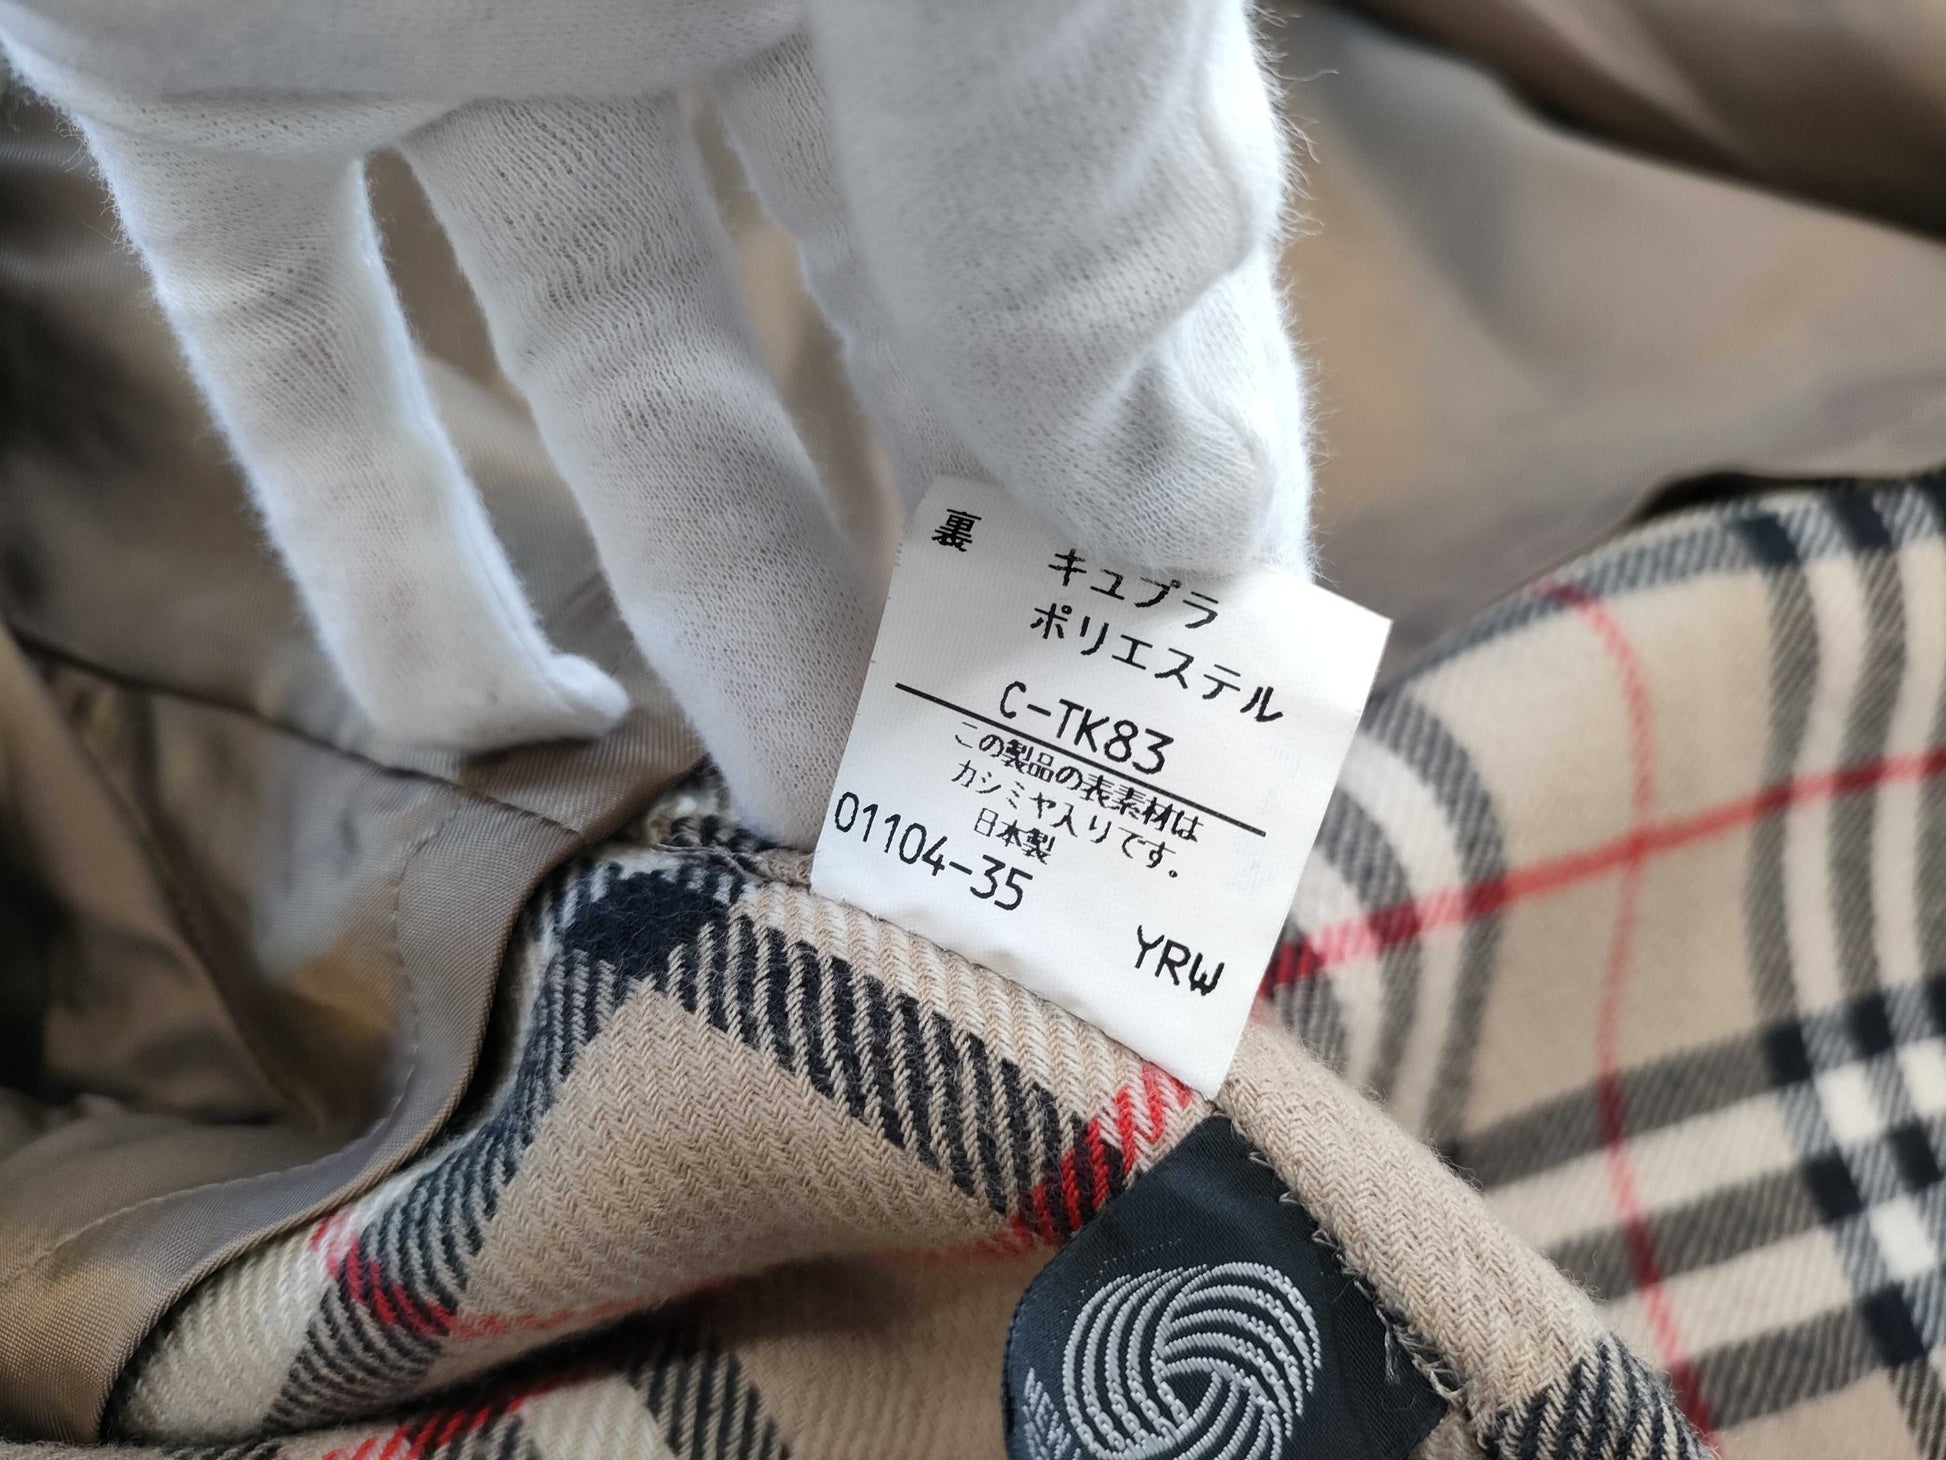 裏 キュプラ
ポリエステル
C-TK83
この製品の表素材は
カシミヤ入りです。
日本製
01104-35
YRW
NEW